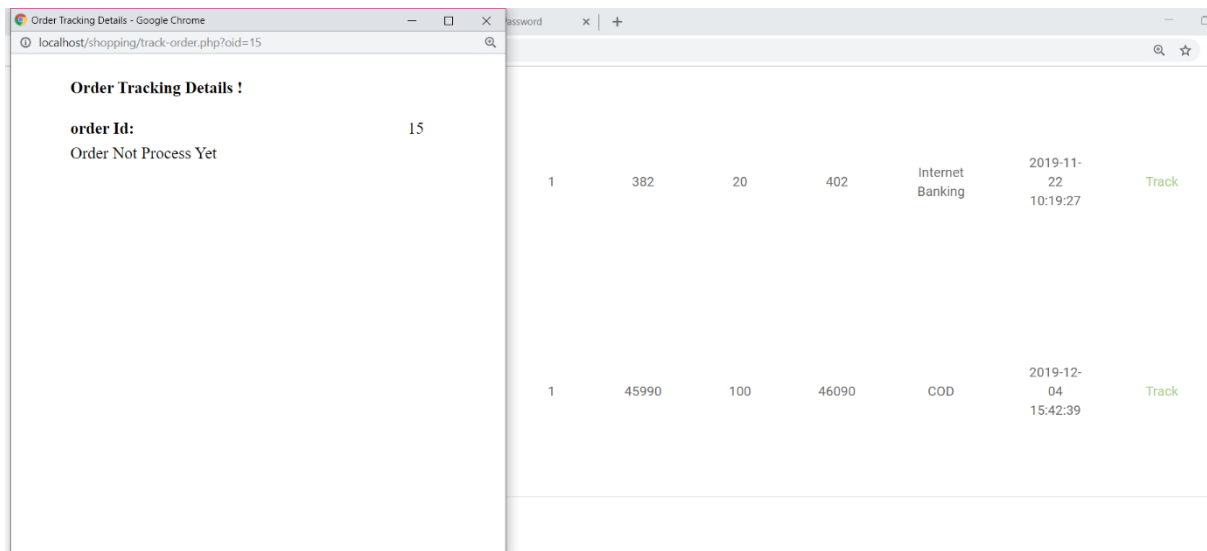 Order Tracking Details - Google Chrome
Password
localhost/shopping/track-order.php?oid=15
Order Tracking Details !
order Id: 15
Order Not Process Yet
1 382 20 402 Internet Banking 2019-11-22 10:19:27 Track
1 45990 100 46090 COD 2019-12-04 15:42:39 Track